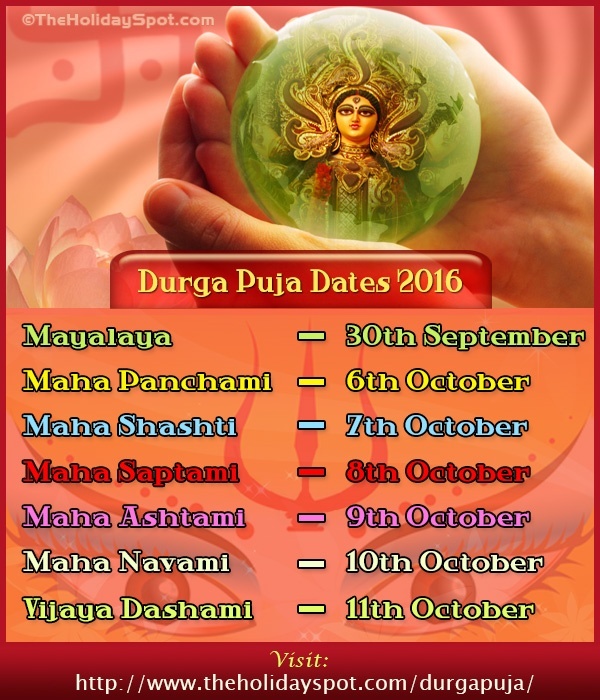 ©TheHolidaySpot.com
Durga Puja Dates 2016
Mayalaya – 30th September
Maha Panchami – 6th October
Maha Shashti – 7th October
Maha Saptami – 8th October
Maha Ashtami – 9th October
Maha Navami – 10th October
Vijaya Dashami – 11th October
Visit:
http://www.theholidayspot.com/durgapuja/